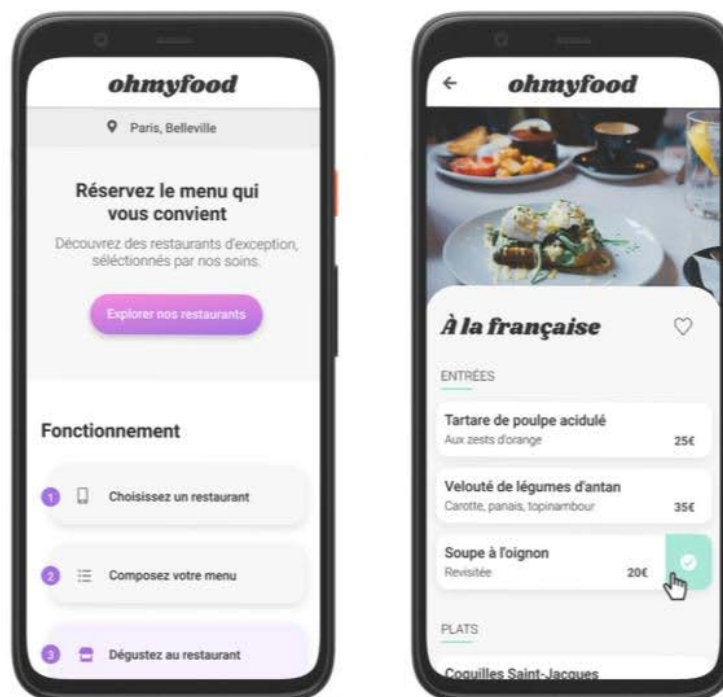 ohmyfood
Paris, Belleville
Réservez le menu qui
vous convient
Découvrez des restaurants d'exception,
séléctionnés par nos soins.
Explorer nos restaurants
Fonctionnement
1 Choisissez un restaurant
2 Composez votre menu
3 Dégustez au restaurant
ohmyfood
À la française
ENTRÉES
Tartare de poulpe acidulé
Aux zests d'orange 25€
Velouté de légumes d'antan
Carotte, panais, topinambour 35€
Soupe à l'oignon
Revisitée 20€
PLATS
Coquilles Saint-Jacques